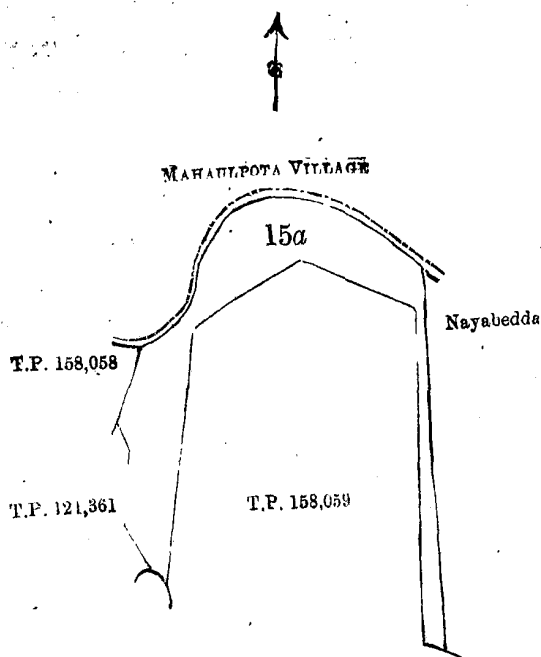 MAHAULPOTA VILLAGE
15a
Nayabedda
T.P. 158,058
T.P. 121,361
T.P. 158,059